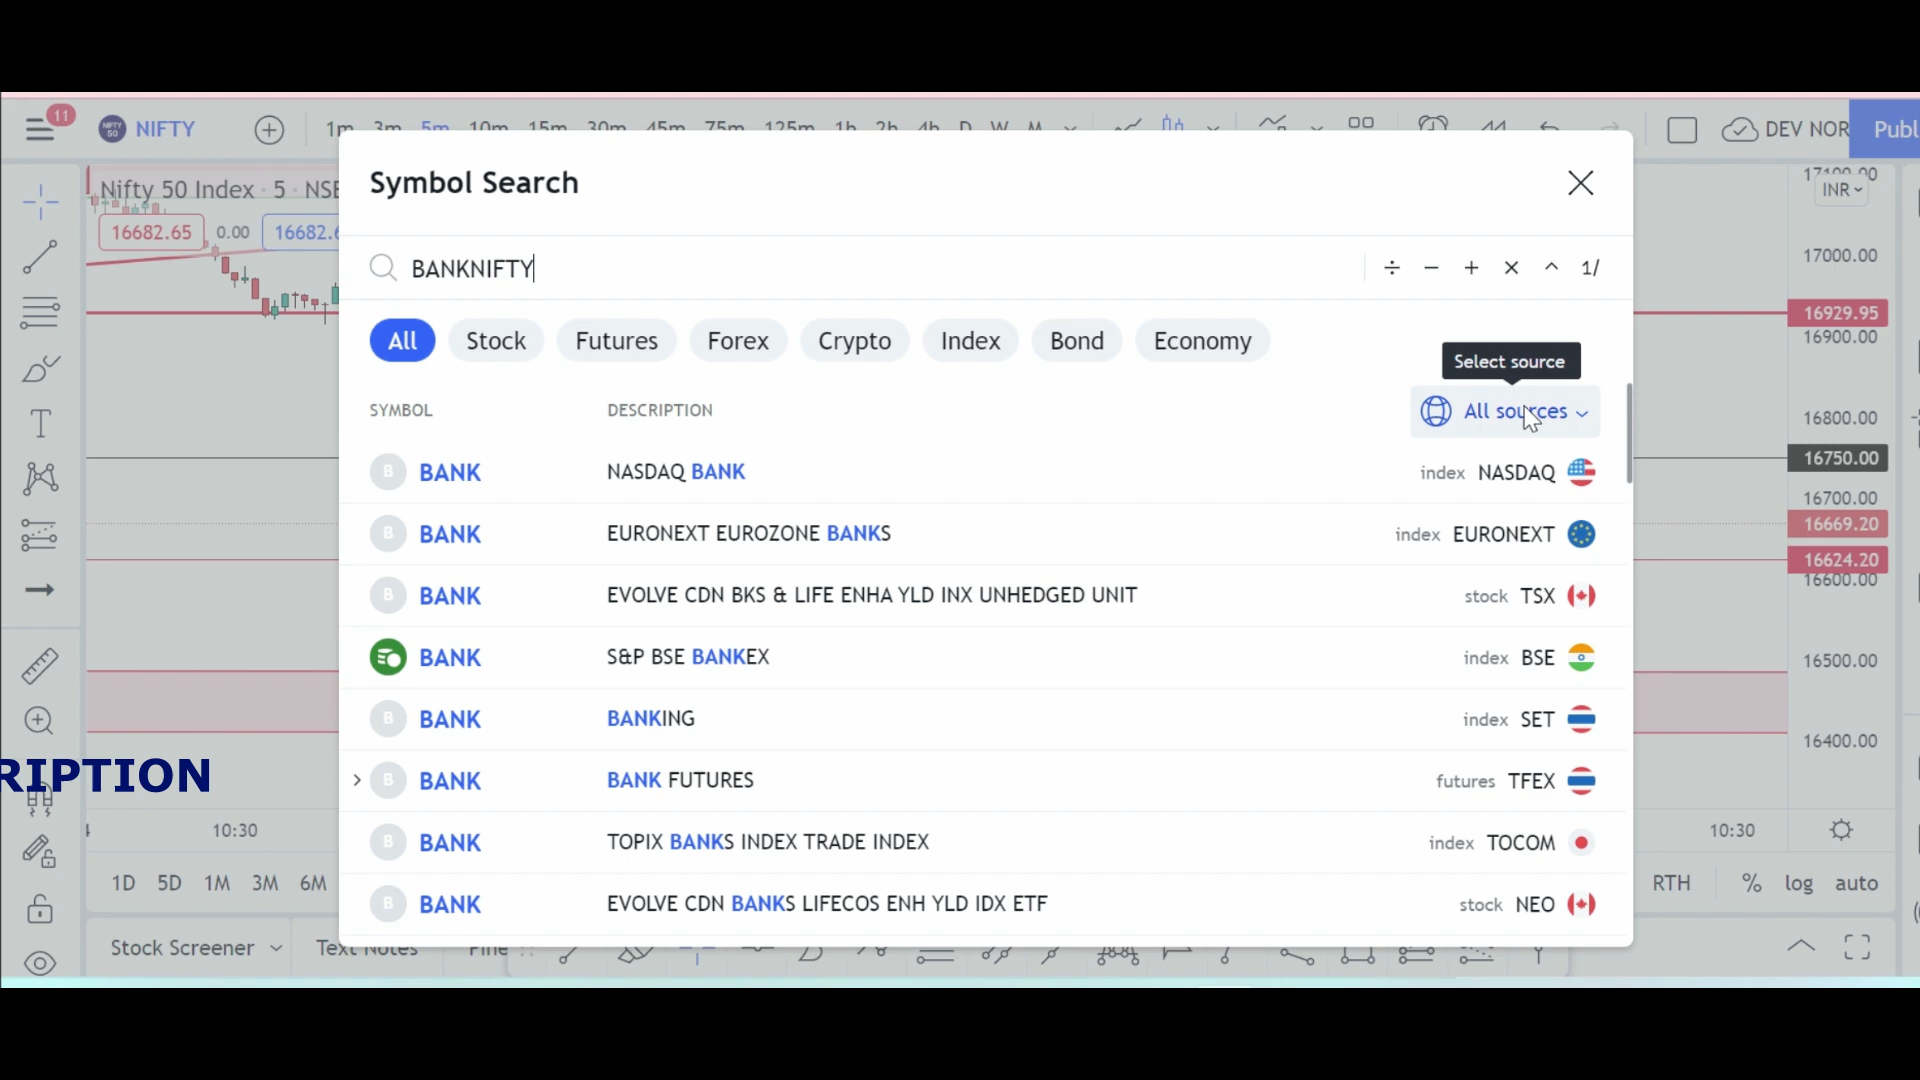 11
NIFTY
1m 3m 5m 10m 15m 30m 45m 75m 125m 1h 2h 4h D W M
DEV NOR
Publ
Symbol Search
Nifty 50 Index · 5 · NSE
17100.00
INR
16682.65 0.00 16682.6
BANKNIFTY
÷ − + × ^ 1/
17000.00
16929.95
16900.00
All Stock Futures Forex Crypto Index Bond Economy
Select source
SYMBOL DESCRIPTION All sources
16800.00
16750.00
BANK NASDAQ BANK index NASDAQ
16700.00
16669.20
BANK EURONEXT EUROZONE BANKS index EURONEXT
16624.20
16600.00
BANK EVOLVE CDN BKS & LIFE ENHA YLD INX UNHEDGED UNIT stock TSX
BANK S&P BSE BANKEX index BSE
16500.00
BANK BANKING index SET
16400.00
RIPTION
BANK BANK FUTURES futures TFEX
10:30
10:30
BANK TOPIX BANKS INDEX TRADE INDEX index TOCOM
1D 5D 1M 3M 6M
RTH % log auto
BANK EVOLVE CDN BANKS LIFECOS ENH YLD IDX ETF stock NEO
Stock Screener Text Notes Pine